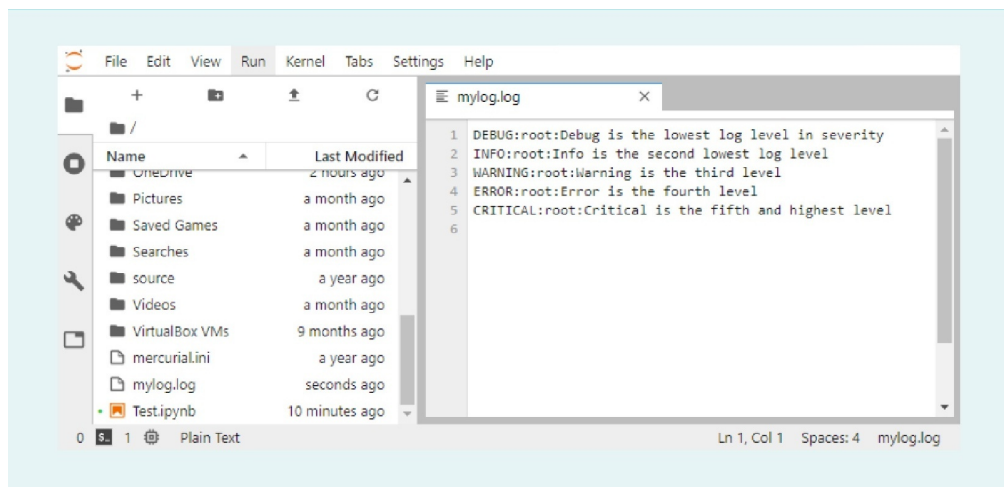 File Edit View Run Kernel Tabs Settings Help
mylog.log
/
Name Last Modified
OneDrive 2 hours ago
Pictures a month ago
Saved Games a month ago
Searches a month ago
source a year ago
Videos a month ago
VirtualBox VMs 9 months ago
mercurial.ini a year ago
mylog.log seconds ago
Test.ipynb 10 minutes ago
1 DEBUG:root:Debug is the lowest log level in severity
2 INFO:root:Info is the second lowest log level
3 WARNING:root:Warning is the third level
4 ERROR:root:Error is the fourth level
5 CRITICAL:root:Critical is the fifth and highest level
6
0 S_ 1 Plain Text Ln 1, Col 1 Spaces: 4 mylog.log